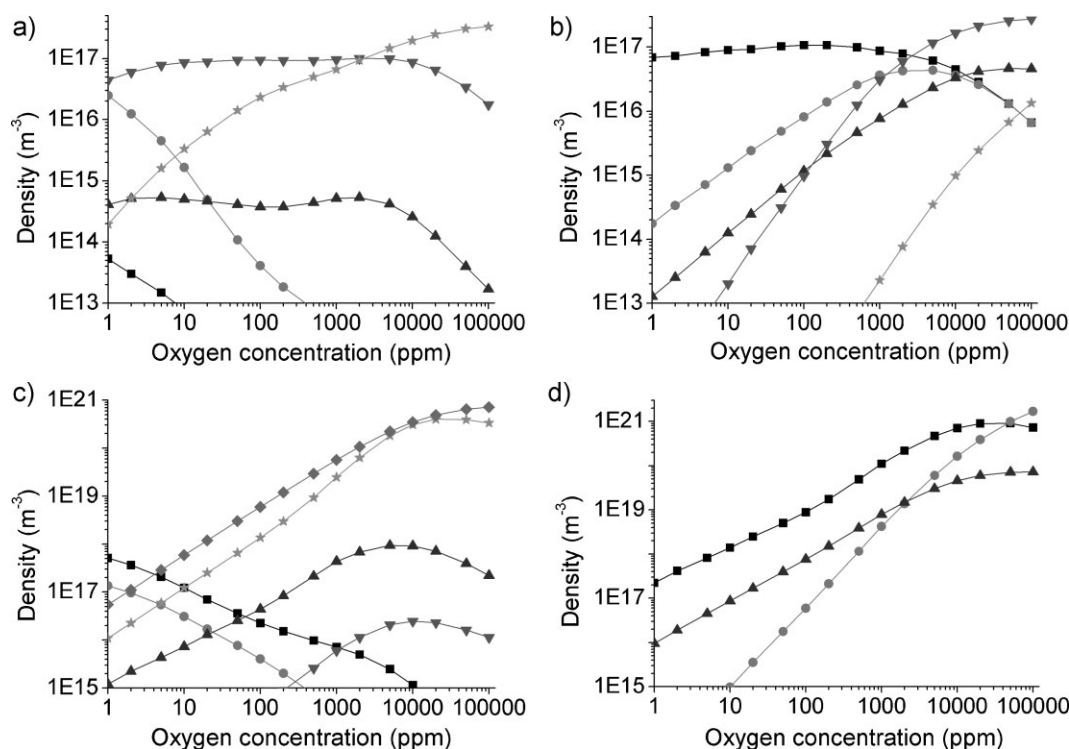 a)
Density (m⁻³)
1E17
1E16
1E15
1E14
1E13
1 10 100 1000 10000 100000
Oxygen concentration (ppm)
b)
Density (m⁻³)
1E17
1E16
1E15
1E14
1E13
1 10 100 1000 10000 100000
Oxygen concentration (ppm)
c)
Density (m⁻³)
1E21
1E19
1E17
1E15
1 10 100 1000 10000 100000
Oxygen concentration (ppm)
d)
Density (m⁻³)
1E21
1E19
1E17
1E15
1 10 100 1000 10000 100000
Oxygen concentration (ppm)